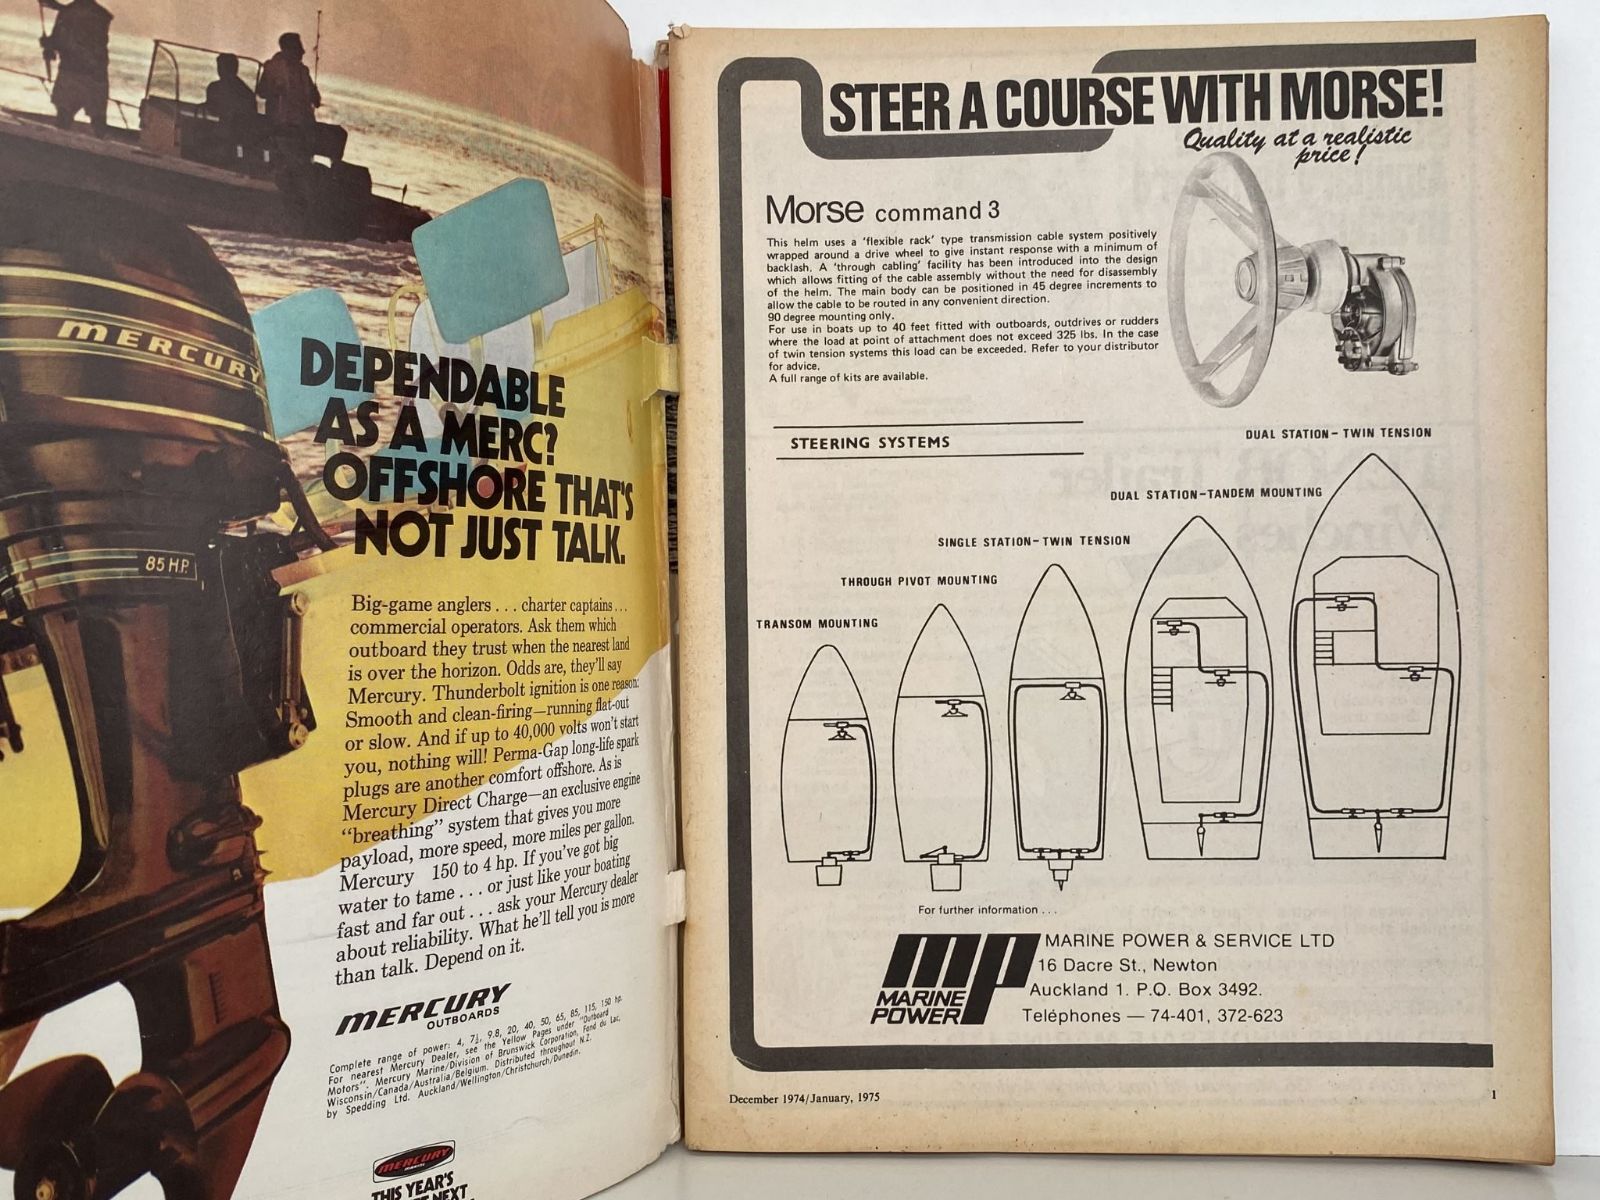 MERCURY
85 H.P.
DEPENDABLE
AS A MERC?
OFFSHORE THAT'S
NOT JUST TALK.
Big-game anglers . . . charter captains . . .
commercial operators. Ask them which
outboard they trust when the nearest land
is over the horizon. Odds are, they'll say
Mercury. Thunderbolt ignition is one reason:
Smooth and clean-firing—running flat-out
or slow. And if up to 40,000 volts won't start
you, nothing will! Perma-Gap long-life spark
plugs are another comfort offshore. As is
Mercury Direct Charge—an exclusive engine
"breathing" system that gives you more
payload, more speed, more miles per gallon.
Mercury 150 to 4 hp. If you've got big
water to tame . . . or just like your boating
fast and far out . . . ask your Mercury dealer
about reliability. What he'll tell you is more
than talk. Depend on it.
MERCURY
OUTBOARDS
Complete range of power: 4, 7½, 9.8, 20, 40, 50, 65, 85, 115, 150 hp.
For nearest Mercury Dealer, see the Yellow Pages under "Outboard
Motors". Mercury Marine/Division of Brunswick Corporation, Fond du Lac,
Wisconsin/Canada/Australia/Belgium. Distributed throughout N.Z.
by Spedding Ltd. Auckland/Wellington/Christchurch/Dunedin.
MERCURY
THIS YEAR'S
NEXT
STEER A COURSE WITH MORSE!
Quality at a realistic
price!
Morse command 3
This helm uses a 'flexible rack' type transmission cable system positively
wrapped around a drive wheel to give instant response with a minimum of
backlash. A 'through cabling' facility has been introduced into the design
which allows fitting of the cable assembly without the need for disassembly
of the helm. The main body can be positioned in 45 degree increments to
allow the cable to be routed in any convenient direction.
90 degree mounting only.
For use in boats up to 40 feet fitted with outboards, outdrives or rudders
where the load at point of attachment does not exceed 325 lbs. In the case
of twin tension systems this load can be exceeded. Refer to your distributor
for advice.
A full range of kits are available.
STEERING SYSTEMS
DUAL STATION-TWIN TENSION
DUAL STATION-TANDEM MOUNTING
SINGLE STATION-TWIN TENSION
THROUGH PIVOT MOUNTING
TRANSOM MOUNTING
For further information . . .
mp
MARINE
POWER
MARINE POWER & SERVICE LTD
16 Dacre St., Newton
Auckland 1. P.O. Box 3492.
Teléphones — 74-401, 372-623
December 1974/January, 1975
1